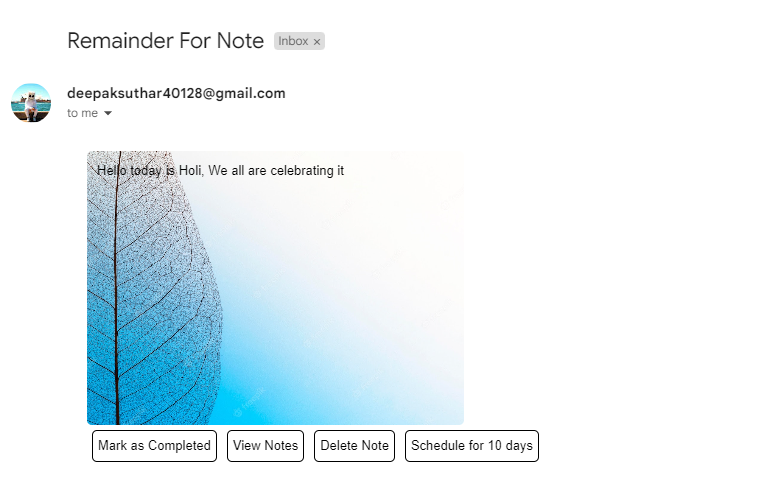 Remainder For Note Inbox ×
deepaksuthar40128@gmail.com
to me
Hello today is Holi, We all are celebrating it
Mark as Completed View Notes Delete Note Schedule for 10 days